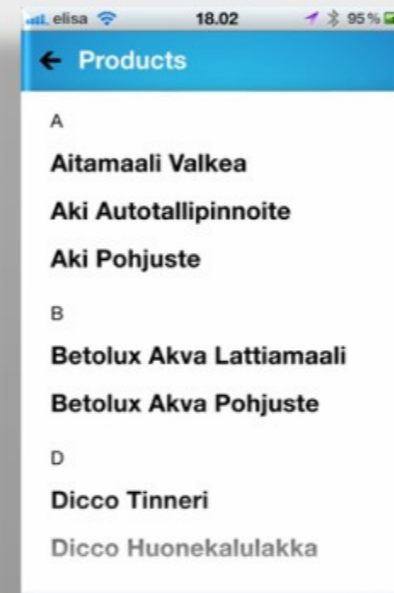 elisa 18.02 95 %
Products
A
Aitamaali Valkea
Aki Autotallipinnoite
Aki Pohjuste
B
Betolux Akva Lattiamaali
Betolux Akva Pohjuste
D
Dicco Tinneri
Dicco Huonekalulakka